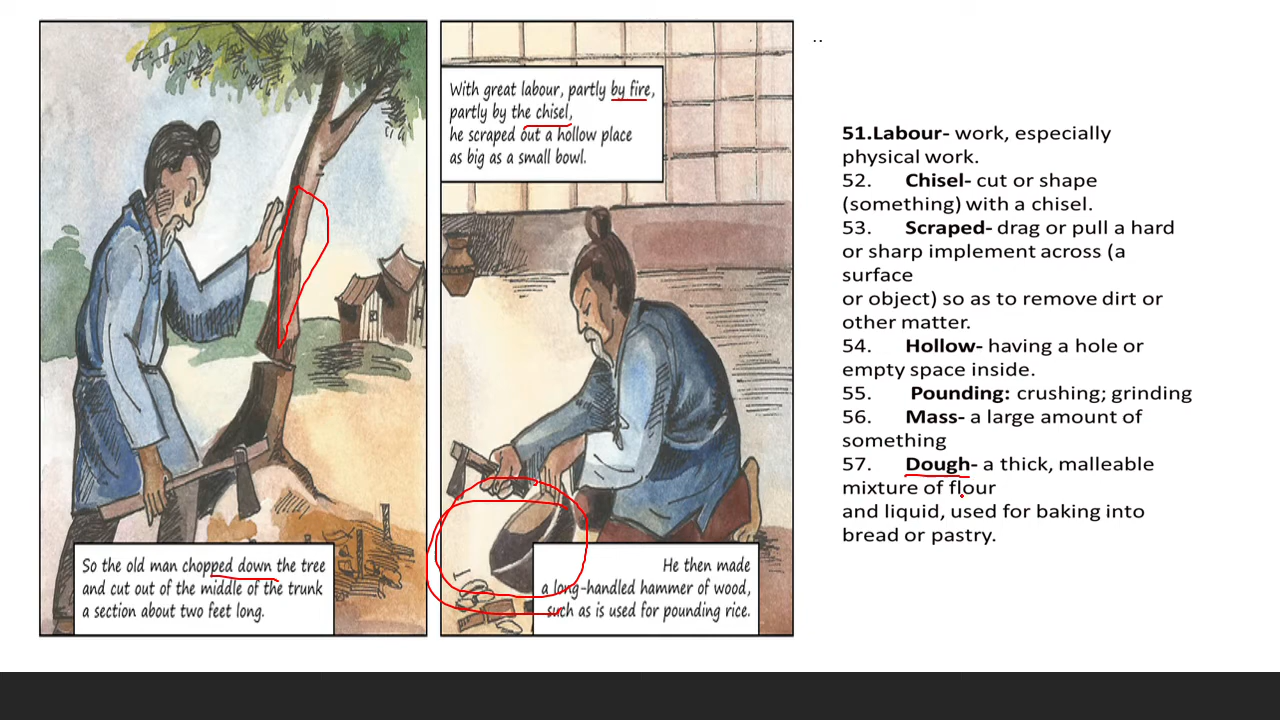 So the old man chopped down the tree
and cut out of the middle of the trunk
a section about two feet long.
With great labour, partly by fire,
partly by the chisel,
he scraped out a hollow place
as big as a small bowl.
He then made
a long-handled hammer of wood,
such as is used for pounding rice.
..
51.Labour- work, especially
physical work.
52. Chisel- cut or shape
(something) with a chisel.
53. Scraped- drag or pull a hard
or sharp implement across (a
surface
or object) so as to remove dirt or
other matter.
54. Hollow- having a hole or
empty space inside.
55. Pounding: crushing; grinding
56. Mass- a large amount of
something
57. Dough- a thick, malleable
mixture of flour
and liquid, used for baking into
bread or pastry.